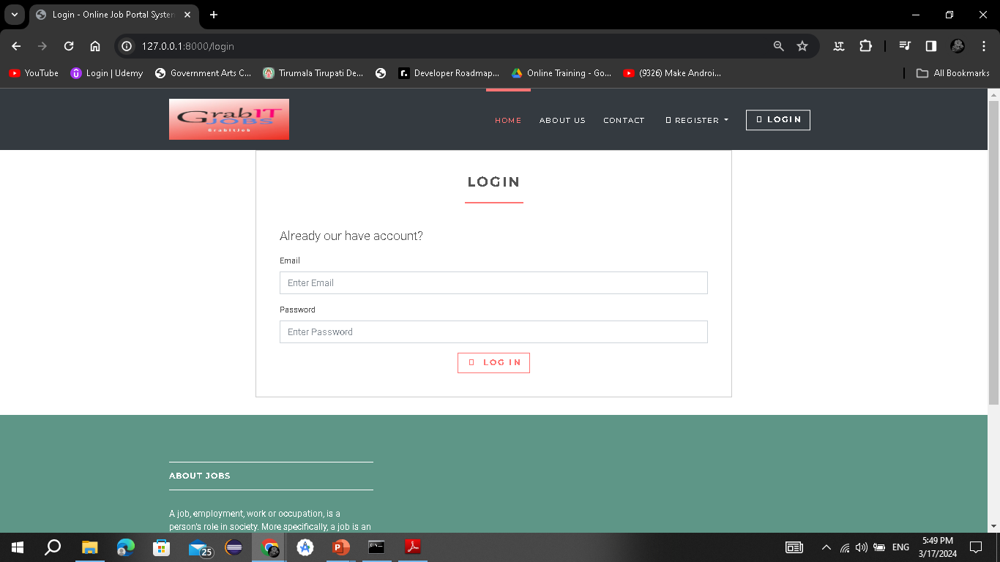 Login - Online Job Portal System
127.0.0.1:8000/login
YouTube
Login | Udemy
Government Arts C...
Tirumala Tirupati De...
Developer Roadmap...
Online Training - Go...
(9326) Make Androi...
All Bookmarks
GrabIT
JOBS
GrabItJob
HOME
ABOUT US
CONTACT
REGISTER
LOGIN
LOGIN
Already our have account?
Email
Enter Email
Password
Enter Password
LOG IN
ABOUT JOBS
A job, employment, work or occupation, is a
person's role in society. More specifically, a job is an
25
ENG
5:49 PM
3/17/2024